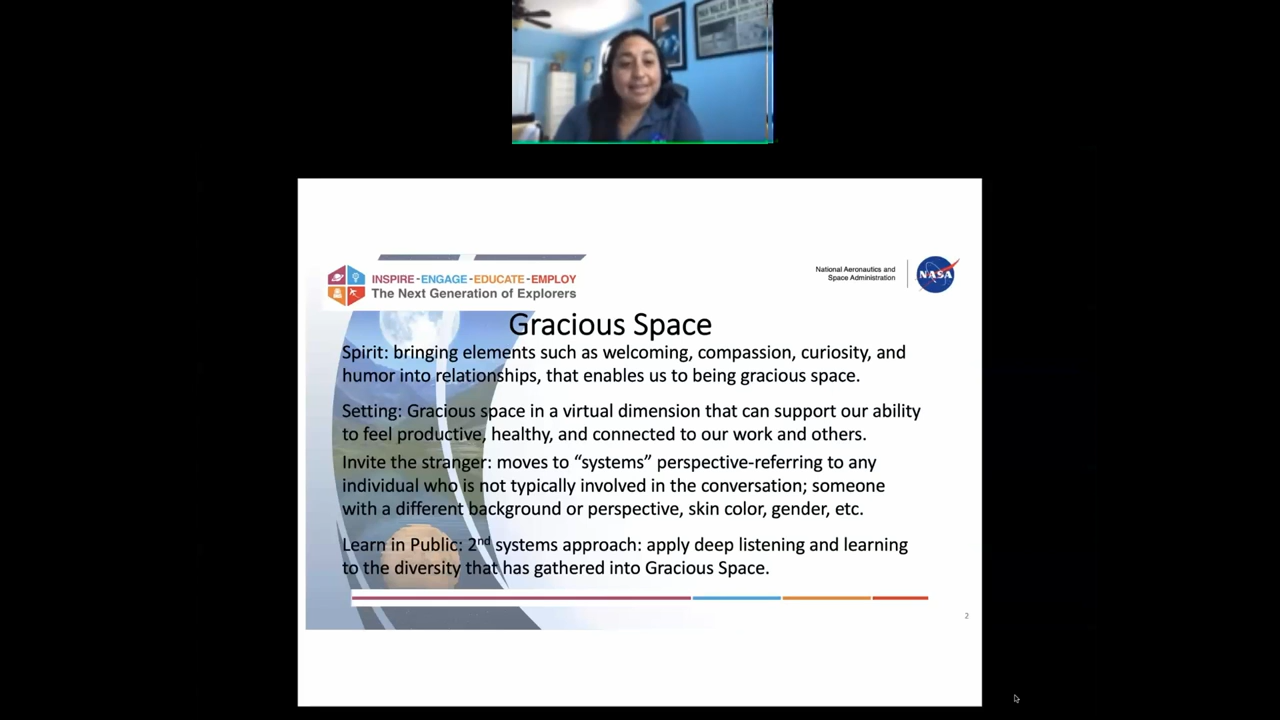 INSPIRE - ENGAGE - EDUCATE - EMPLOY
The Next Generation of Explorers
National Aeronautics and
Space Administration
NASA
Gracious Space
Spirit: bringing elements such as welcoming, compassion, curiosity, and
humor into relationships, that enables us to being gracious space.
Setting: Gracious space in a virtual dimension that can support our ability
to feel productive, healthy, and connected to our work and others.
Invite the stranger: moves to “systems” perspective-referring to any
individual who is not typically involved in the conversation; someone
with a different background or perspective, skin color, gender, etc.
Learn in Public: 2nd systems approach: apply deep listening and learning
to the diversity that has gathered into Gracious Space.
2